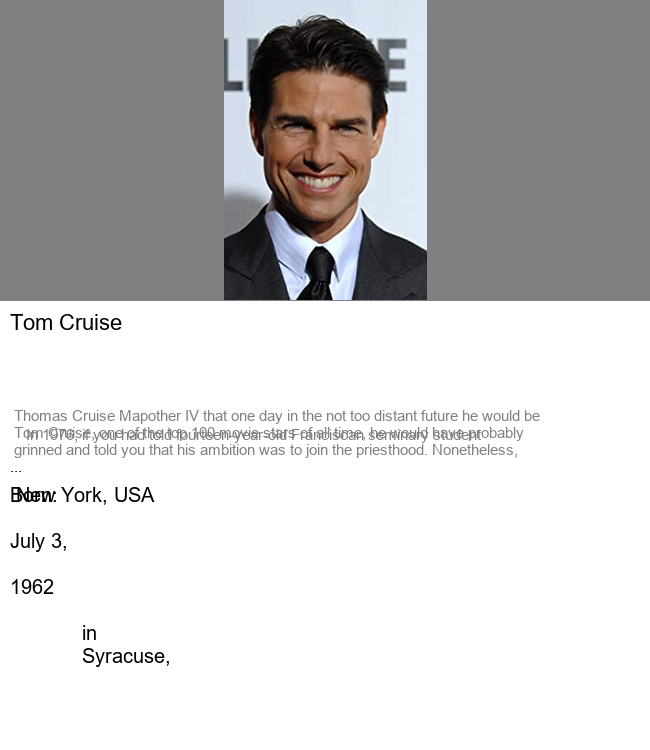 LI VE
Tom Cruise
In 1976, if you had told fourteen-year-old Franciscan seminary student
Thomas Cruise Mapother IV that one day in the not too distant future he would be
Tom Cruise, one of the top 100 movie stars of all time, he would have probably
grinned and told you that his ambition was to join the priesthood. Nonetheless,
...
Born:
July 3,
1962
in
Syracuse,
New York, USA